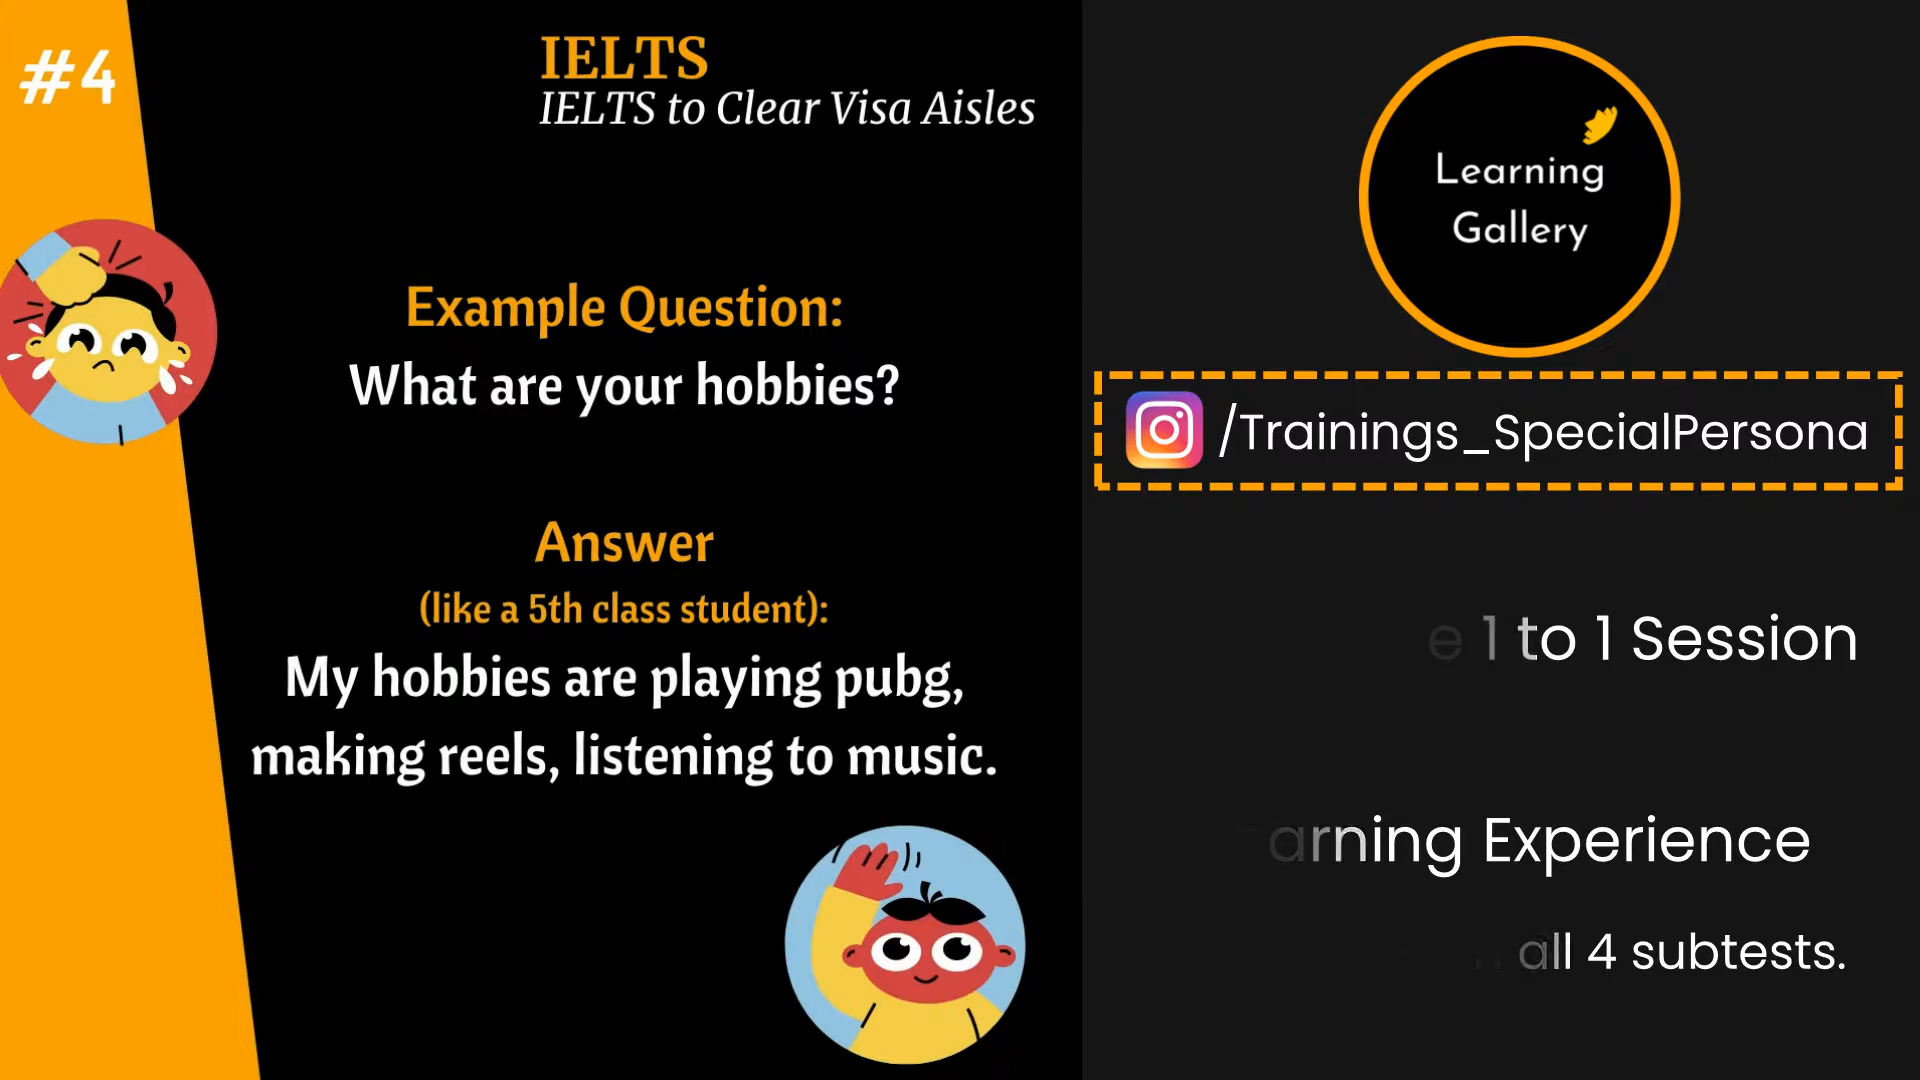 #4
IELTS
IELTS to Clear Visa Aisles
Example Question:
What are your hobbies?
Answer
(like a 5th class student):
My hobbies are playing pubg,
making reels, listening to music.
Learning
Gallery
/Trainings_SpecialPersona
1 to 1 Session
Experience
all 4 subtests.